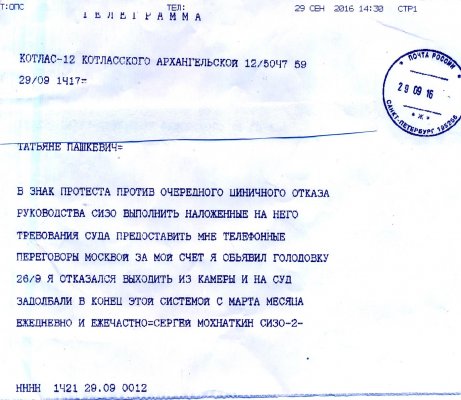 Т:ОПС ТЕЛ: 29 СЕН 2016 14:30 СТР1
ТЕЛЕГРАММА
КОТЛАС-12 КОТЛАССКОГО АРХАНГЕЛЬСКОЙ 12/5047 59
29/09 1417=
ПОЧТА РОССИИ
29 09 16
САНКТ-ПЕТЕРБУРГ
* Ж *
ТАТЬЯНЕ ПАШКЕВИЧ=
В ЗНАК ПРОТЕСТА ПРОТИВ ОЧЕРЕДНОГО ЦИНИЧНОГО ОТКАЗА
РУКОВОДСТВА СИЗО ВЫПОЛНИТЬ НАЛОЖЕННЫЕ НА НЕГО
ТРЕБОВАНИЯ СУДА ПРЕДОСТАВИТЬ МНЕ ТЕЛЕФОННЫЕ
ПЕРЕГОВОРЫ МОСКВОЙ ЗА МОЙ СЧЕТ Я ОБЬЯВИЛ ГОЛОДОВКУ
26/9 Я ОТКАЗАЛСЯ ВЫХОДИТЬ ИЗ КАМЕРЫ И НА СУД
ЗАДОЛБАЛИ В КОНЕЦ ЭТОЙ СИСТЕМОЙ С МАРТА МЕСЯЦА
ЕЖЕДНЕВНО И ЕЖЕЧАСТНО=СЕРГЕЙ МОХНАТКИН СИЗО-2-
НННН 1421 29.09 0012